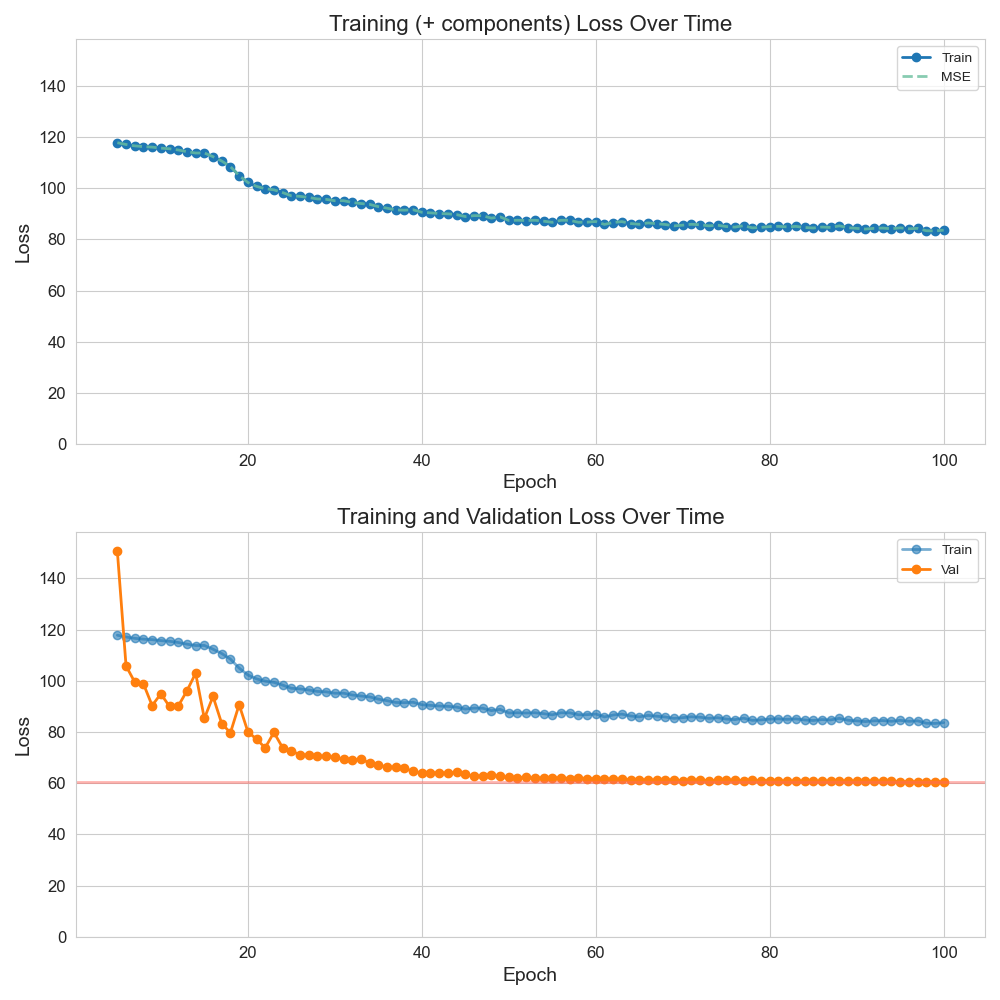 Training (+ components) Loss Over Time
Train
MSE
Loss
140
120
100
80
60
40
20
0
20 40 60 80 100
Epoch
Training and Validation Loss Over Time
Train
Val
Loss
140
120
100
80
60
40
20
0
20 40 60 80 100
Epoch